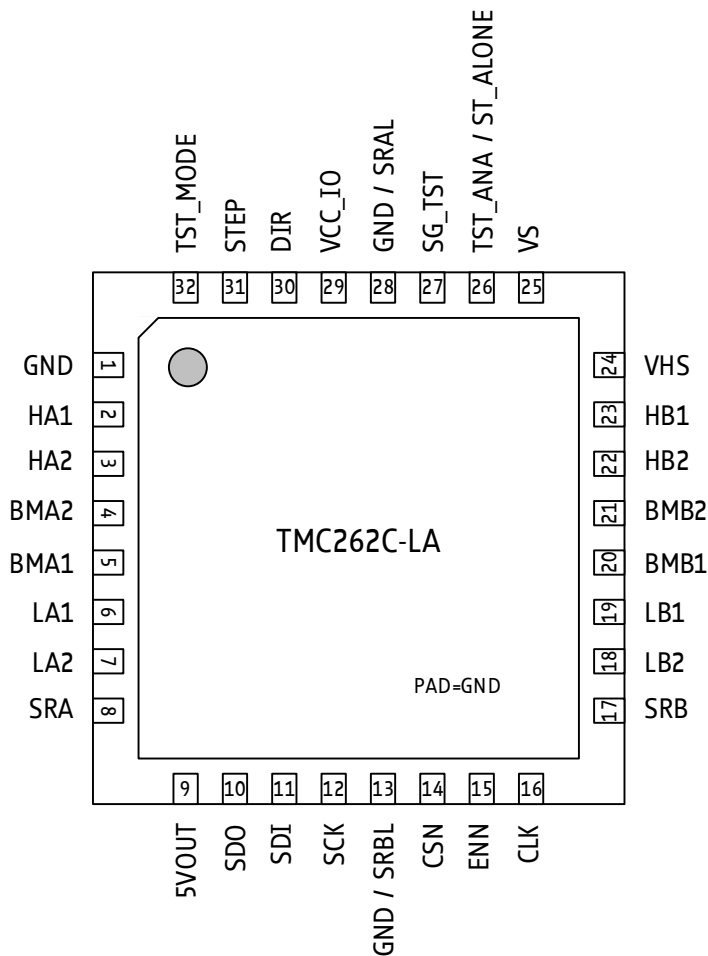 TST_MODE
STEP
DIR
VCC_IO
GND / SRAL
SG_TST
TST_ANA / ST_ALONE
VS
32
31
30
29
28
27
26
25
GND
1
HA1
2
HA2
3
BMA2
4
BMA1
5
LA1
6
LA2
7
SRA
8
TMC262C-LA
PAD=GND
24
VHS
23
HB1
22
HB2
21
BMB2
20
BMB1
19
LB1
18
LB2
17
SRB
9
10
11
12
13
14
15
16
5VOUT
SDO
SDI
SCK
GND / SRBL
CSN
ENN
CLK